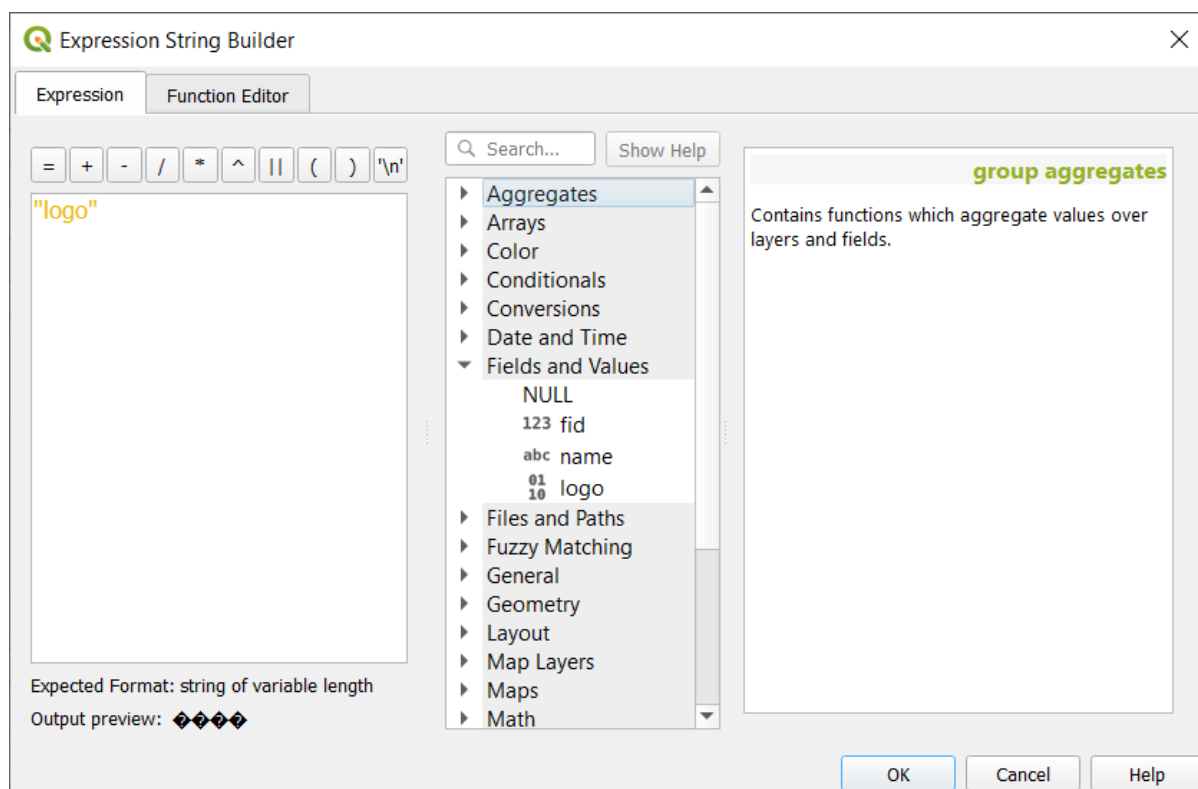 Expression String Builder
Expression
Function Editor
= + - / * ^ || ( ) '\n'
"logo"
Expected Format: string of variable length
Output preview: ����
Search...
Show Help
Aggregates
Arrays
Color
Conditionals
Conversions
Date and Time
Fields and Values
NULL
123 fid
abc name
01
10 logo
Files and Paths
Fuzzy Matching
General
Geometry
Layout
Map Layers
Maps
Math
group aggregates
Contains functions which aggregate values over
layers and fields.
OK
Cancel
Help